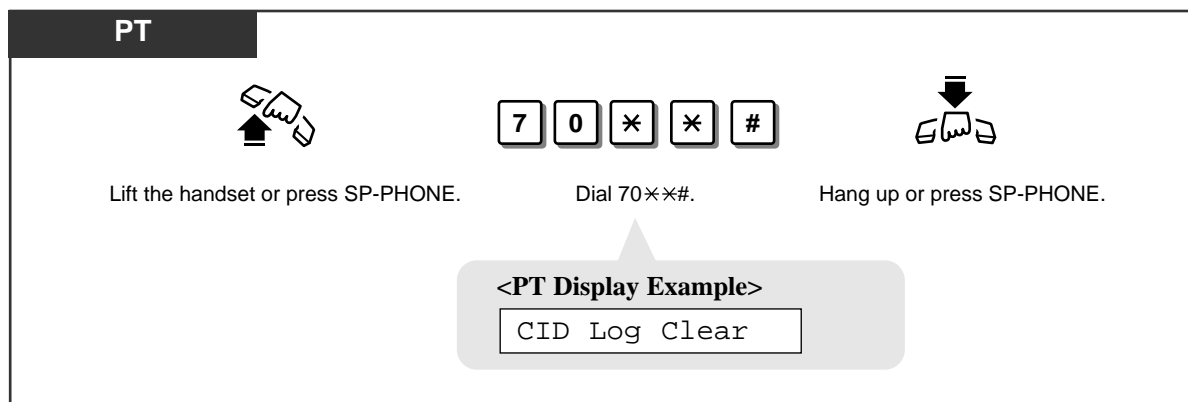 PT
7 0 ✳ ✳ #
Lift the handset or press SP-PHONE.
Dial 70✳✳#.
Hang up or press SP-PHONE.
<PT Display Example>
CID Log Clear